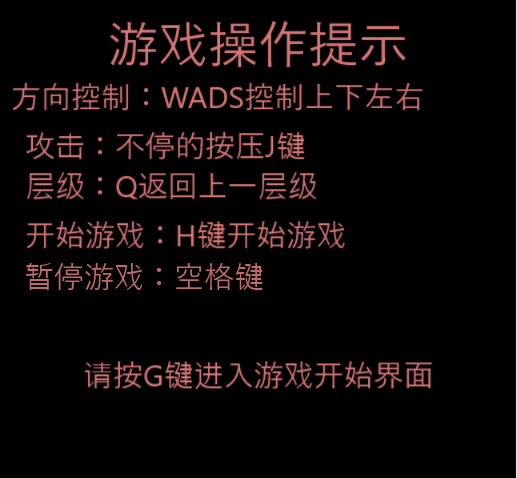 游戏操作提示
方向控制：WADS控制上下左右
攻击：不停的按压J键
层级：Q返回上一层级
开始游戏：H键开始游戏
暂停游戏：空格键
请按G键进入游戏开始界面